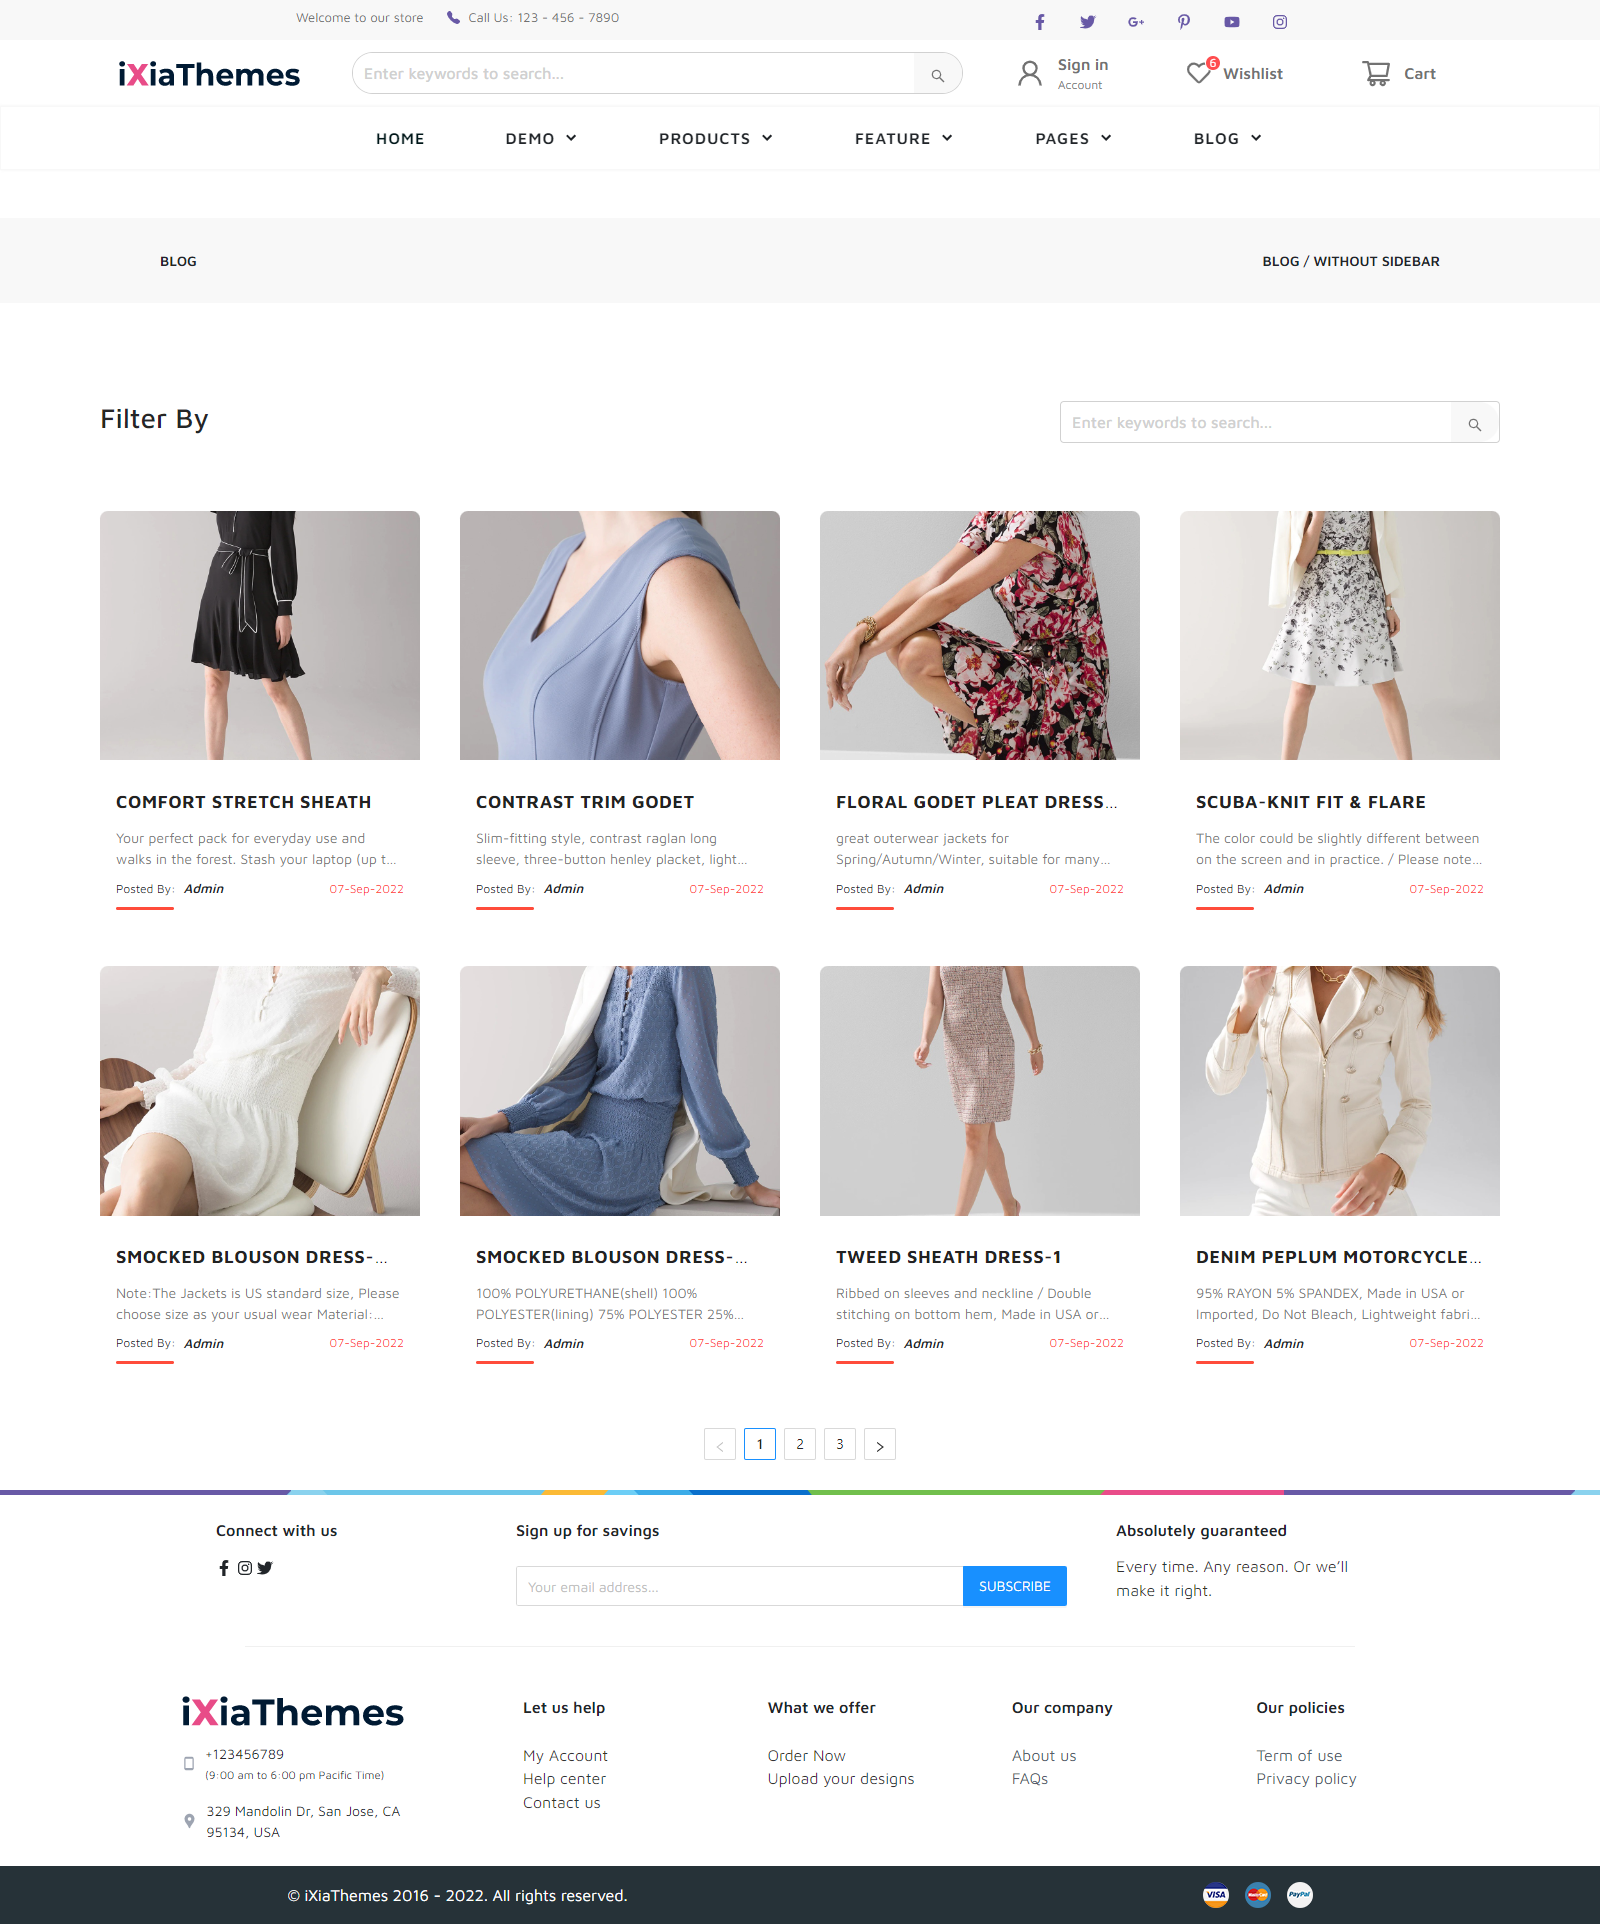 Welcome to our store
Call Us: 123 - 456 - 7890
iXiaThemes
Enter keywords to search...
Sign in
Account
6
Wishlist
Cart
HOME
DEMO
PRODUCTS
FEATURE
PAGES
BLOG
BLOG
BLOG / WITHOUT SIDEBAR
Filter By
Enter keywords to search...
COMFORT STRETCH SHEATH
Your perfect pack for everyday use and
walks in the forest. Stash your laptop (up t...
Posted By: Admin 07-Sep-2022
CONTRAST TRIM GODET
Slim-fitting style, contrast raglan long
sleeve, three-button henley placket, light...
Posted By: Admin 07-Sep-2022
FLORAL GODET PLEAT DRESS...
great outerwear jackets for
Spring/Autumn/Winter, suitable for many...
Posted By: Admin 07-Sep-2022
SCUBA-KNIT FIT & FLARE
The color could be slightly different between
on the screen and in practice. / Please note...
Posted By: Admin 07-Sep-2022
SMOCKED BLOUSON DRESS-...
Note:The Jackets is US standard size, Please
choose size as your usual wear Material:...
Posted By: Admin 07-Sep-2022
SMOCKED BLOUSON DRESS-...
100% POLYURETHANE(shell) 100%
POLYESTER(lining) 75% POLYESTER 25%...
Posted By: Admin 07-Sep-2022
TWEED SHEATH DRESS-1
Ribbed on sleeves and neckline / Double
stitching on bottom hem, Made in USA or...
Posted By: Admin 07-Sep-2022
DENIM PEPLUM MOTORCYCLE...
95% RAYON 5% SPANDEX, Made in USA or
Imported, Do Not Bleach, Lightweight fabri...
Posted By: Admin 07-Sep-2022
< 1 2 3 >
Connect with us
Sign up for savings
Your email address...
SUBSCRIBE
Absolutely guaranteed
Every time. Any reason. Or we'll
make it right.
iXiaThemes
+123456789
(9:00 am to 6:00 pm Pacific Time)
329 Mandolin Dr, San Jose, CA
95134, USA
Let us help
My Account
Help center
Contact us
What we offer
Order Now
Upload your designs
Our company
About us
FAQs
Our policies
Term of use
Privacy policy
© iXiaThemes 2016 - 2022. All rights reserved.
VISA
MasterCard
PayPal